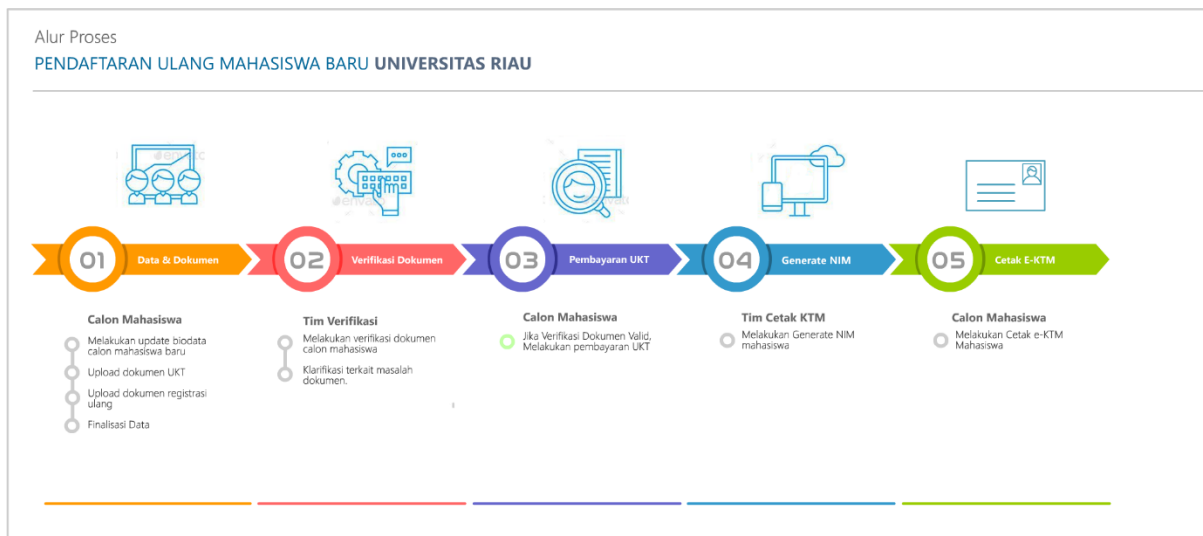 Alur Proses
PENDAFTARAN ULANG MAHASISWA BARU UNIVERSITAS RIAU
01
Data & Dokumen
02
Verifikasi Dokumen
03
Pembayaran UKT
04
Generate NIM
05
Cetak E-KTM
Calon Mahasiswa
Melakukan update biodata
calon mahasiswa baru
Upload dokumen UKT
Upload dokumen registrasi
ulang
Finalisasi Data
Tim Verifikasi
Melakukan verifikasi dokumen
calon mahasiswa
Klarifikasi terkait masalah
dokumen.
Calon Mahasiswa
Jika Verifikasi Dokumen Valid,
Melakukan pembayaran UKT
Tim Cetak KTM
Melakukan Generate NIM
mahasiswa
Calon Mahasiswa
Melakukan Cetak e-KTM
Mahasiswa